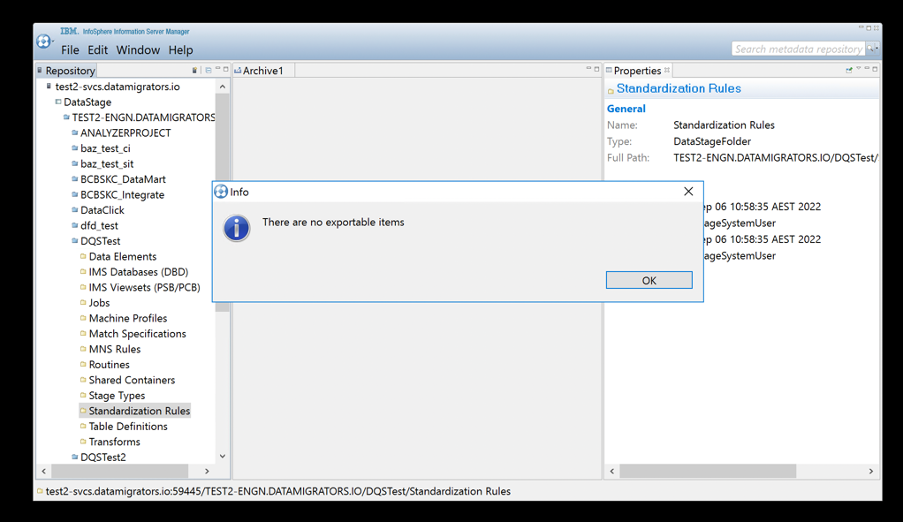 IBM. InfoSphere Information Server Manager
File Edit Window Help
Search metadata repository
Repository
Archive1
Properties
test2-svcs.datamigrators.io
DataStage
TEST2-ENGN.DATAMIGRATORS
ANALYZERPROJECT
baz_test_ci
baz_test_sit
BCBSKC_DataMart
BCBSKC_Integrate
DataClick
dfd_test
DQSTest
Data Elements
IMS Databases (DBD)
IMS Viewsets (PSB/PCB)
Jobs
Machine Profiles
Match Specifications
MNS Rules
Routines
Shared Containers
Stage Types
Standardization Rules
Table Definitions
Transforms
DQSTest2
Standardization Rules
General
Name: Standardization Rules
Type: DataStageFolder
Full Path: TEST2-ENGN.DATAMIGRATORS.IO/DQSTest/
ep 06 10:58:35 AEST 2022
ageSystemUser
ep 06 10:58:35 AEST 2022
ageSystemUser
Info
There are no exportable items
OK
test2-svcs.datamigrators.io:59445/TEST2-ENGN.DATAMIGRATORS.IO/DQSTest/Standardization Rules